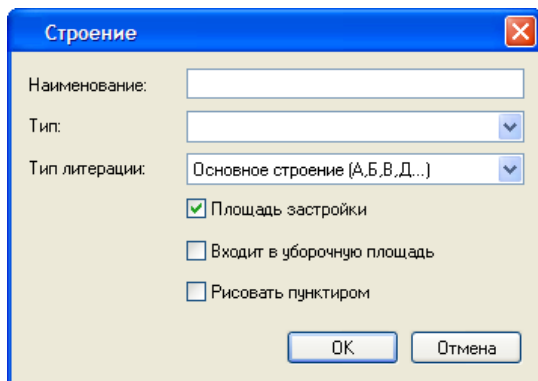 Строение
Наименование:
Тип:
Тип литерации: Основное строение (А,Б,В,Д...)
Площадь застройки
Входит в уборочную площадь
Рисовать пунктиром
OK Отмена